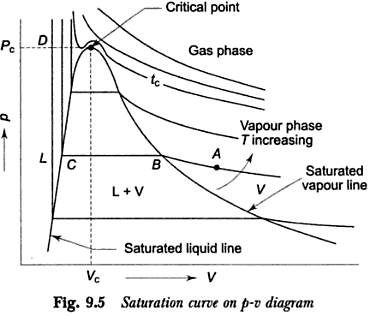 Critical point
Pc
D
Gas phase
tc
Vapour phase
T increasing
p
L
C
B
A
V
Saturated
vapour line
L + V
Saturated liquid line
Vc
V
Fig. 9.5 Saturation curve on p-v diagram